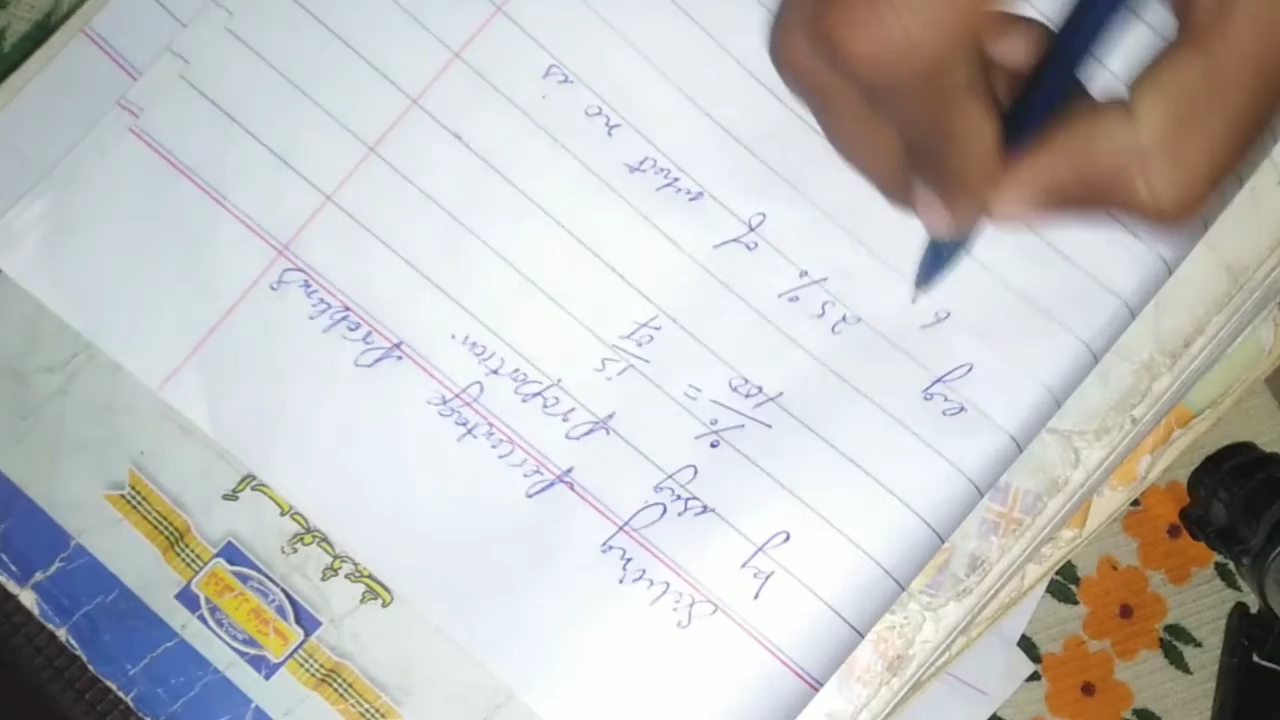 Solving Percentage Problems
by using Proportion.
% = is
100 of
eg 25% of what no is
6